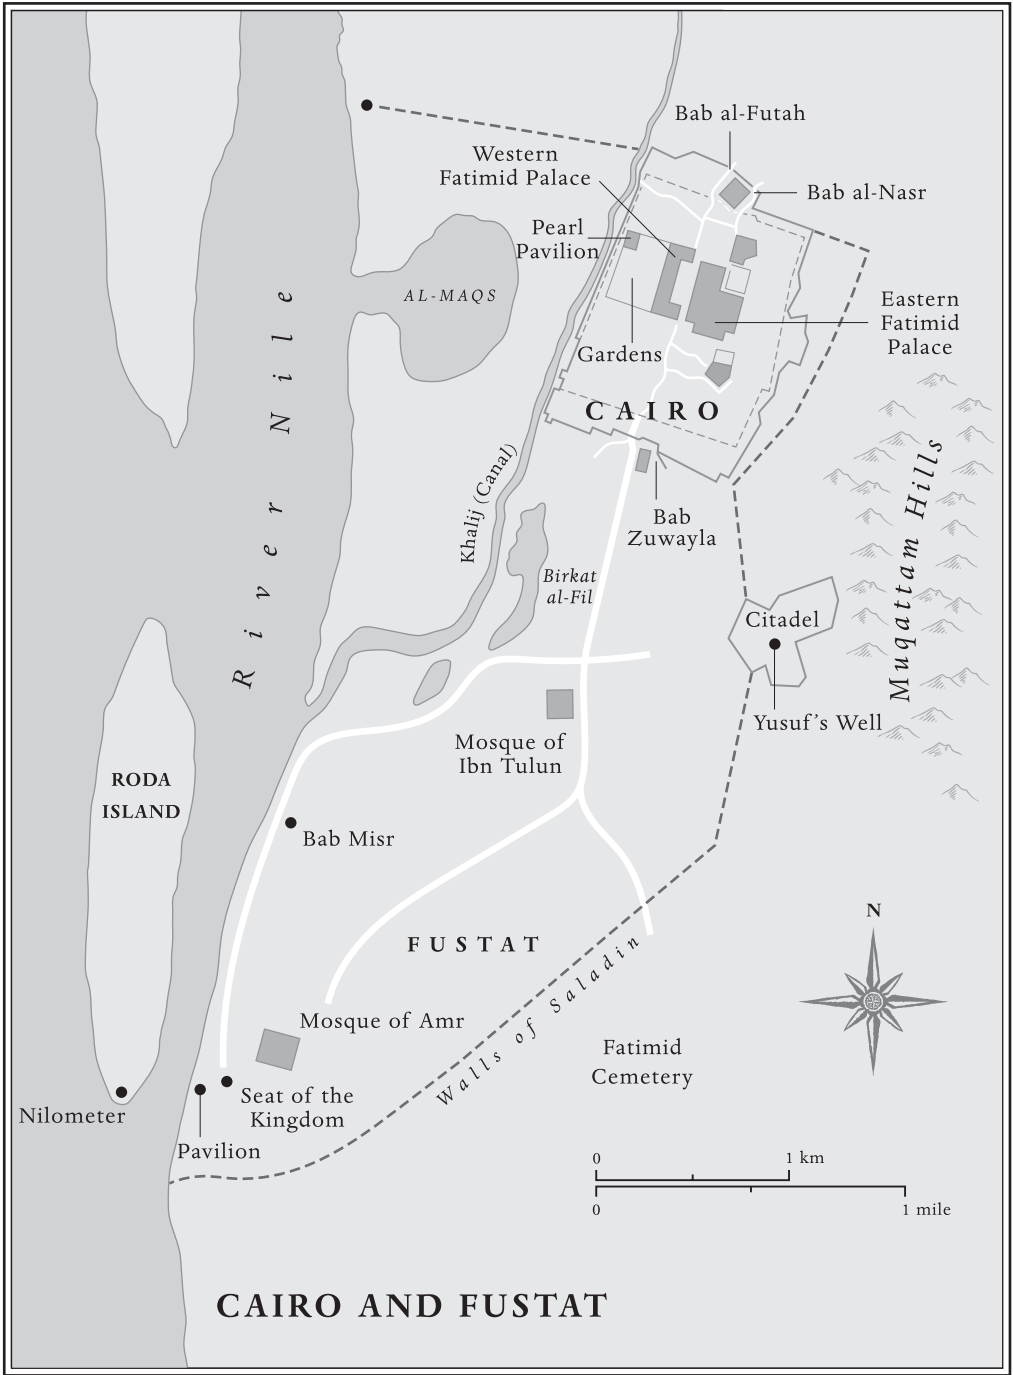 Bab al-Futah
Western
Fatimid Palace
Bab al-Nasr
Pearl
Pavilion
AL-MAQS
Eastern
Fatimid
Palace
Gardens
CAIRO
River Nile
Khalij (Canal)
Muqattam Hills
Bab
Zuwayla
Birkat
al-Fil
Citadel
Yusuf's Well
Mosque of
Ibn Tulun
RODA
ISLAND
Bab Misr
N
FUSTAT
Walls of Saladin
Mosque of Amr
Fatimid
Cemetery
Seat of the
Kingdom
Nilometer
Pavilion
0 1 km
0 1 mile
CAIRO AND FUSTAT